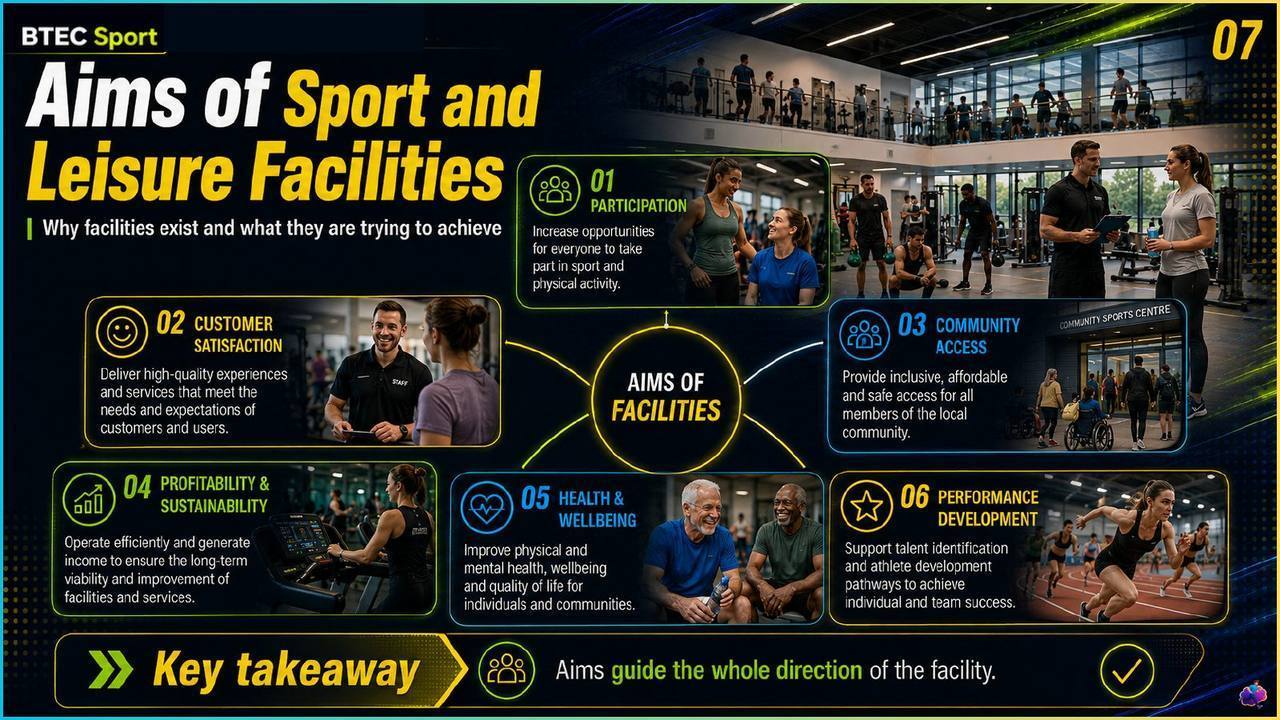 BTEC Sport
07
Aims of Sport and
Leisure Facilities
Why facilities exist and what they are trying to achieve
01
PARTICIPATION
Increase opportunities
for everyone to take
part in sport and
physical activity.
02 CUSTOMER
SATISFACTION
Deliver high-quality experiences
and services that meet the
needs and expectations of
customers and users.
STAFF
AIMS OF
FACILITIES
03 COMMUNITY
ACCESS
Provide inclusive, affordable
and safe access for all
members of the local
community.
COMMUNITY SPORTS CENTRE
04 PROFITABILITY &
SUSTAINABILITY
Operate efficiently and generate
income to ensure the long-term
viability and improvement of
facilities and services.
05 HEALTH &
WELLBEING
Improve physical and
mental health, wellbeing
and quality of life for
individuals and communities.
06 PERFORMANCE
DEVELOPMENT
Support talent identification
and athlete development
pathways to achieve
individual and team success.
Key takeaway
Aims guide the whole direction of the facility.